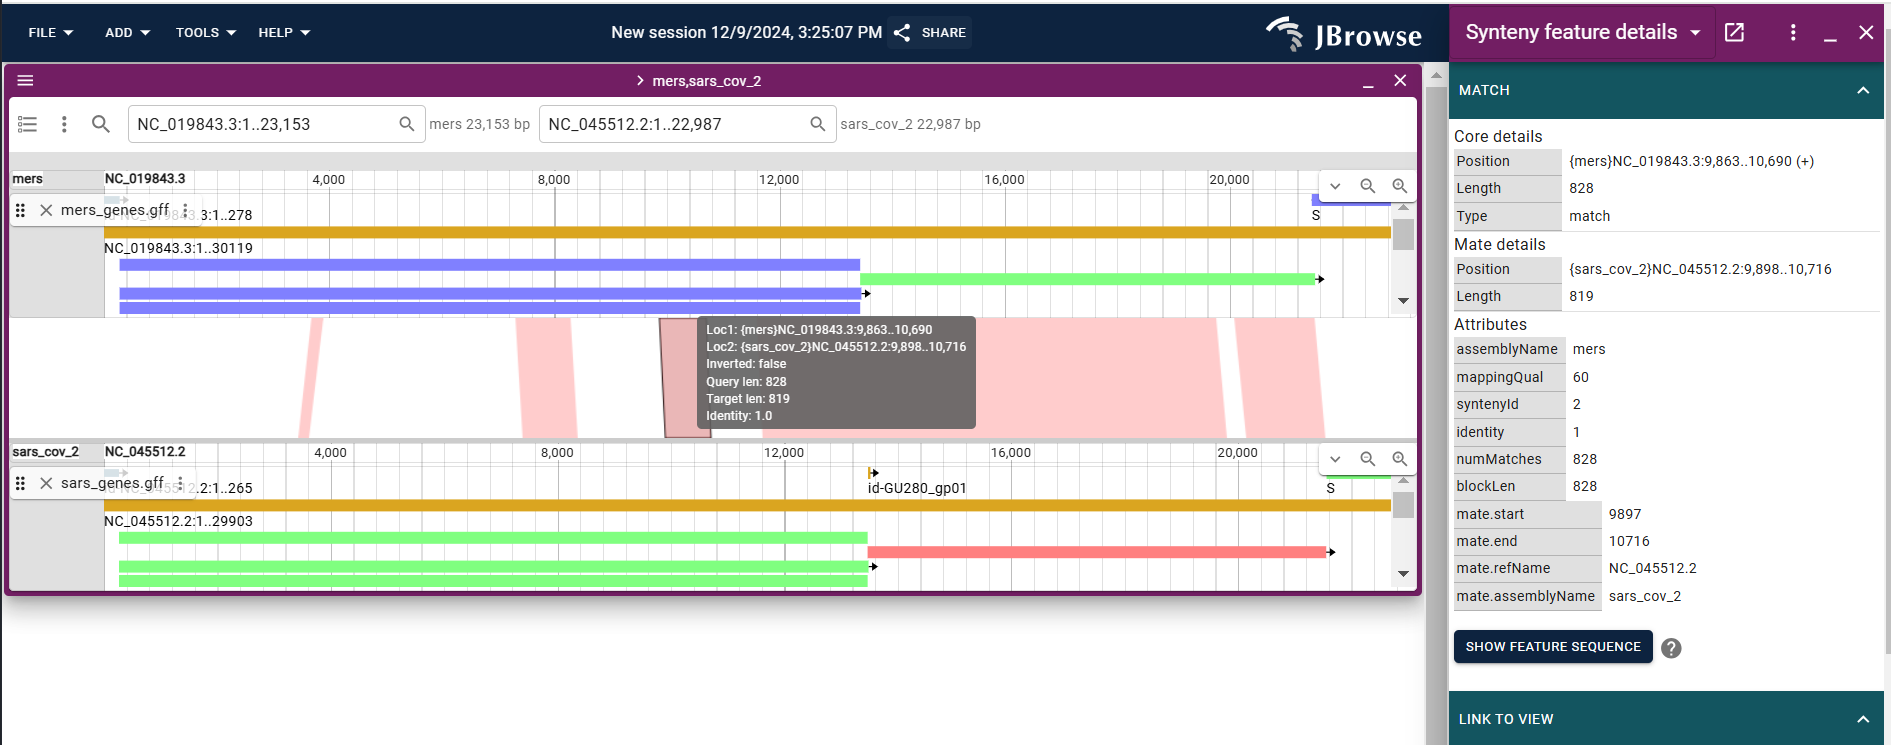 FILE ADD TOOLS HELP New session 12/9/2024, 3:25:07 PM SHARE JBrowse
mers,sars_cov_2
NC_019843.3:1..23,153 mers 23,153 bp NC_045512.2:1..22,987 sars_cov_2 22,987 bp
mers NC_019843.3 4,000 8,000 12,000 16,000 20,000
mers_genes.gff 3:1..278 S
NC_019843.3:1..30119
Loc1: {mers}NC_019843.3:9,863..10,690
Loc2: {sars_cov_2}NC_045512.2:9,898..10,716
Inverted: false
Query len: 828
Target len: 819
Identity: 1.0
sars_cov_2 NC_045512.2 4,000 8,000 12,000 16,000 20,000
sars_genes.gff 2:1..265 id-GU280_gp01 S
NC_045512.2:1..29903
Synteny feature details
MATCH
Core details
Position {mers}NC_019843.3:9,863..10,690 (+)
Length 828
Type match
Mate details
Position {sars_cov_2}NC_045512.2:9,898..10,716
Length 819
Attributes
assemblyName mers
mappingQual 60
syntenyId 2
identity 1
numMatches 828
blockLen 828
mate.start 9897
mate.end 10716
mate.refName NC_045512.2
mate.assemblyName sars_cov_2
SHOW FEATURE SEQUENCE ?
LINK TO VIEW